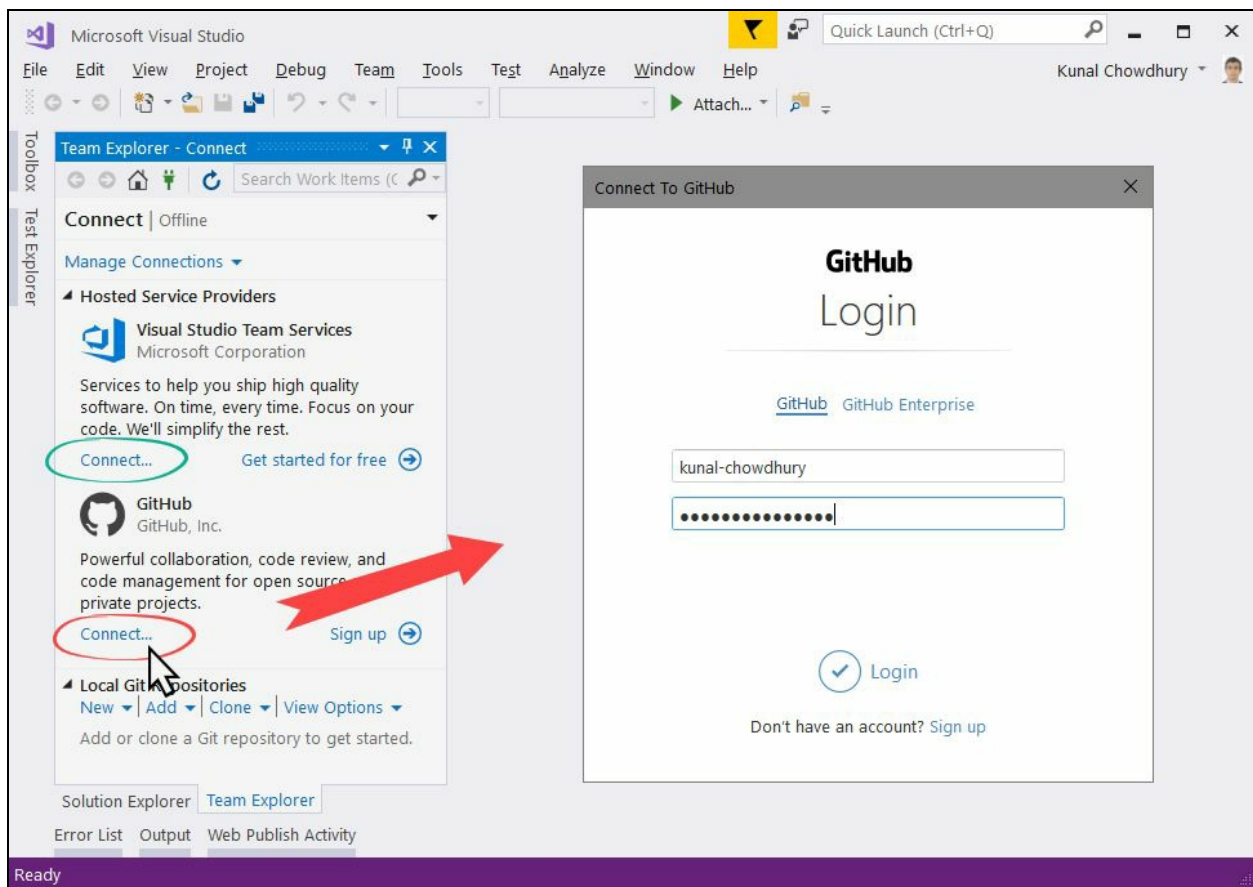 Microsoft Visual Studio
Quick Launch (Ctrl+Q)
File Edit View Project Debug Team Tools Test Analyze Window Help
Kunal Chowdhury
Attach...
Toolbox
Test Explorer
Team Explorer - Connect
Search Work Items (C
Connect | Offline
Manage Connections
Hosted Service Providers
Visual Studio Team Services
Microsoft Corporation
Services to help you ship high quality
software. On time, every time. Focus on your
code. We'll simplify the rest.
Connect... Get started for free
GitHub
GitHub, Inc.
Powerful collaboration, code review, and
code management for open source
private projects.
Connect... Sign up
Local Git Repositories
New | Add | Clone | View Options
Add or clone a Git repository to get started.
Solution Explorer Team Explorer
Error List Output Web Publish Activity
Ready
Connect To GitHub
GitHub
Login
GitHub GitHub Enterprise
kunal-chowdhury
●●●●●●●●●●●●●●●
Login
Don't have an account? Sign up